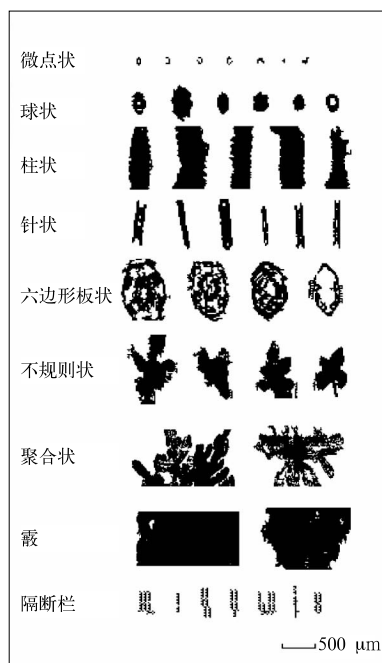 微点状
球状
柱状
针状
六边形板状
不规则状
聚合状
霰
隔断栏
500 μm